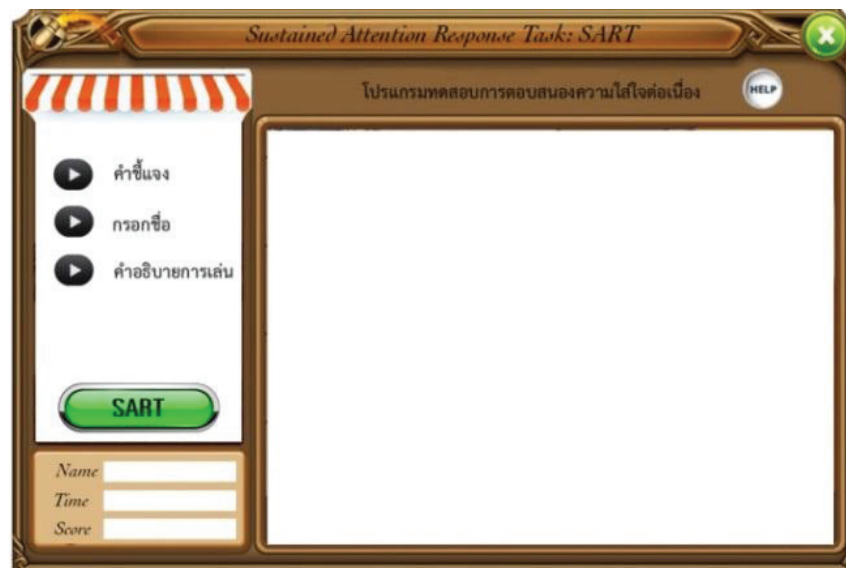 Sustained Attention Response Task: SART
โปรแกรมทดสอบการตอบสนองความใส่ใจต่อเนื่อง
HELP
คำชี้แจง
กรอกชื่อ
คำอธิบายการเล่น
SART
Name
Time
Score